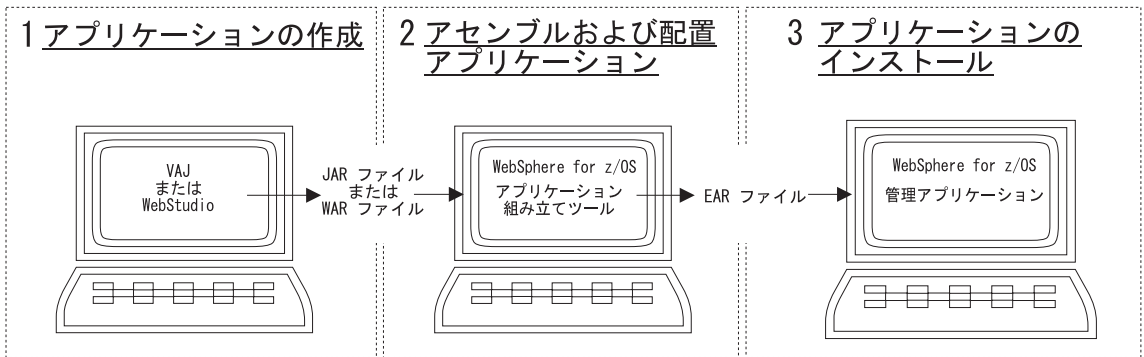 1 アプリケーションの作成
2 アセンブルおよび配置
アプリケーション
3 アプリケーションの
インストール
VAJ
または
WebStudio
JAR ファイル
または
WAR ファイル
WebSphere for z/OS
アプリケーション
組み立てツール
EAR ファイル
WebSphere for z/OS
管理アプリケーション